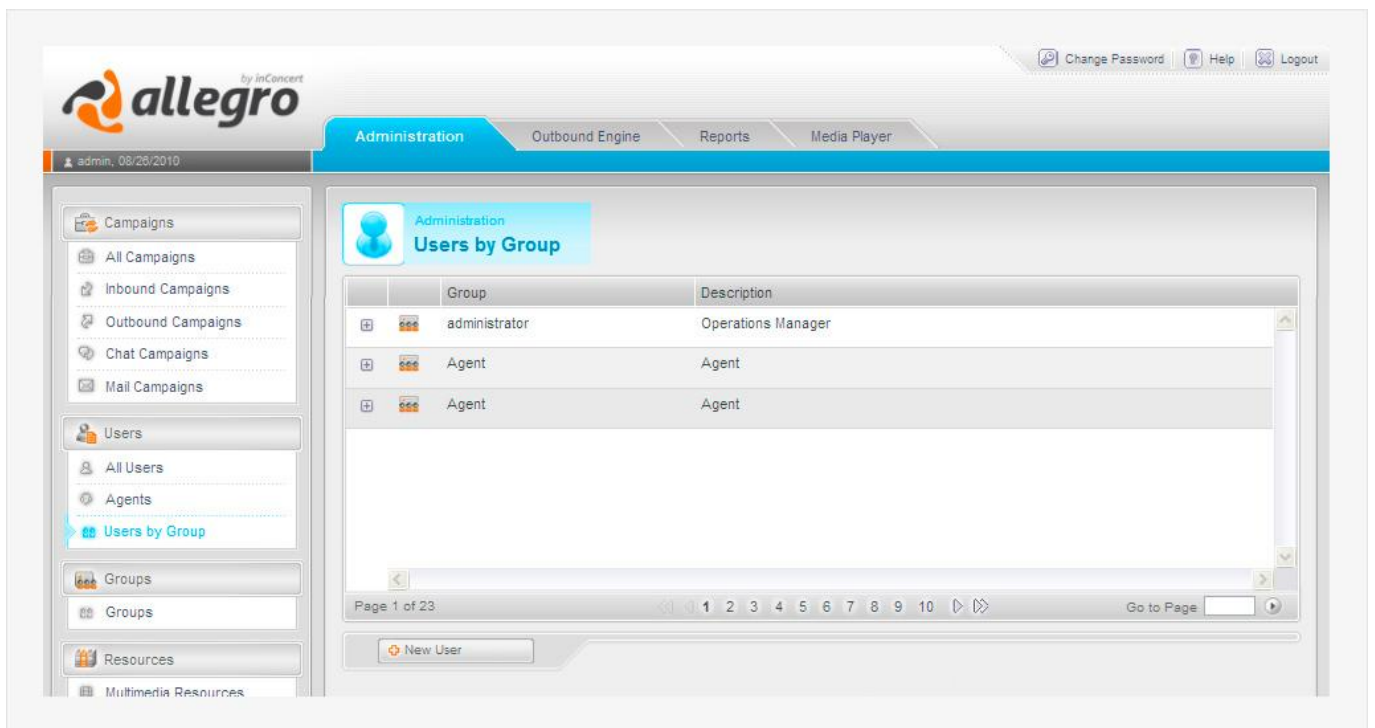 Change Password Help Logout
by inConcert
allegro
Administration Outbound Engine Reports Media Player
admin, 08/26/2010
Campaigns
All Campaigns
Inbound Campaigns
Outbound Campaigns
Chat Campaigns
Mail Campaigns
Users
All Users
Agents
Users by Group
Groups
Groups
Resources
Multimedia Resources
Administration
Users by Group
Group Description
administrator Operations Manager
Agent Agent
Agent Agent
Page 1 of 23 1 2 3 4 5 6 7 8 9 10 Go to Page
New User